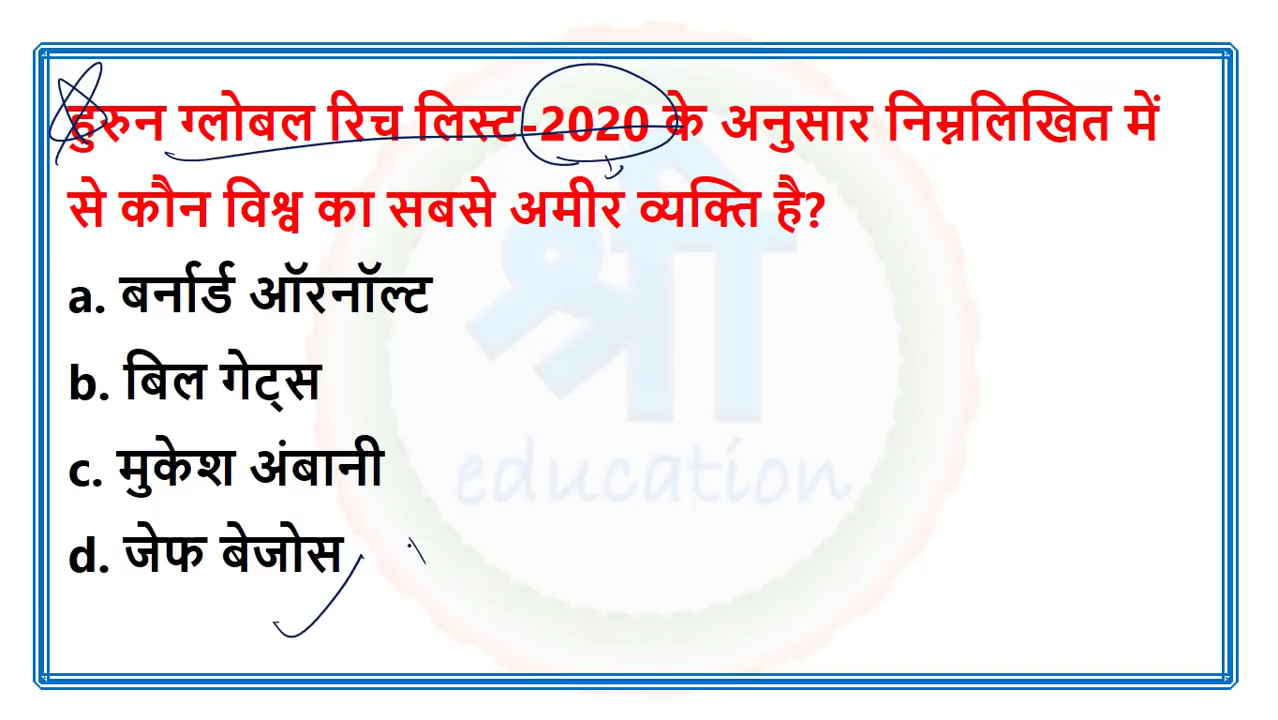 हुरुन ग्लोबल रिच लिस्ट-2020 के अनुसार निम्नलिखित में
से कौन विश्व का सबसे अमीर व्यक्ति है?
a. बर्नार्ड ऑरनॉल्ट
b. बिल गेट्स
c. मुकेश अंबानी
d. जेफ बेजोस
श्री
education